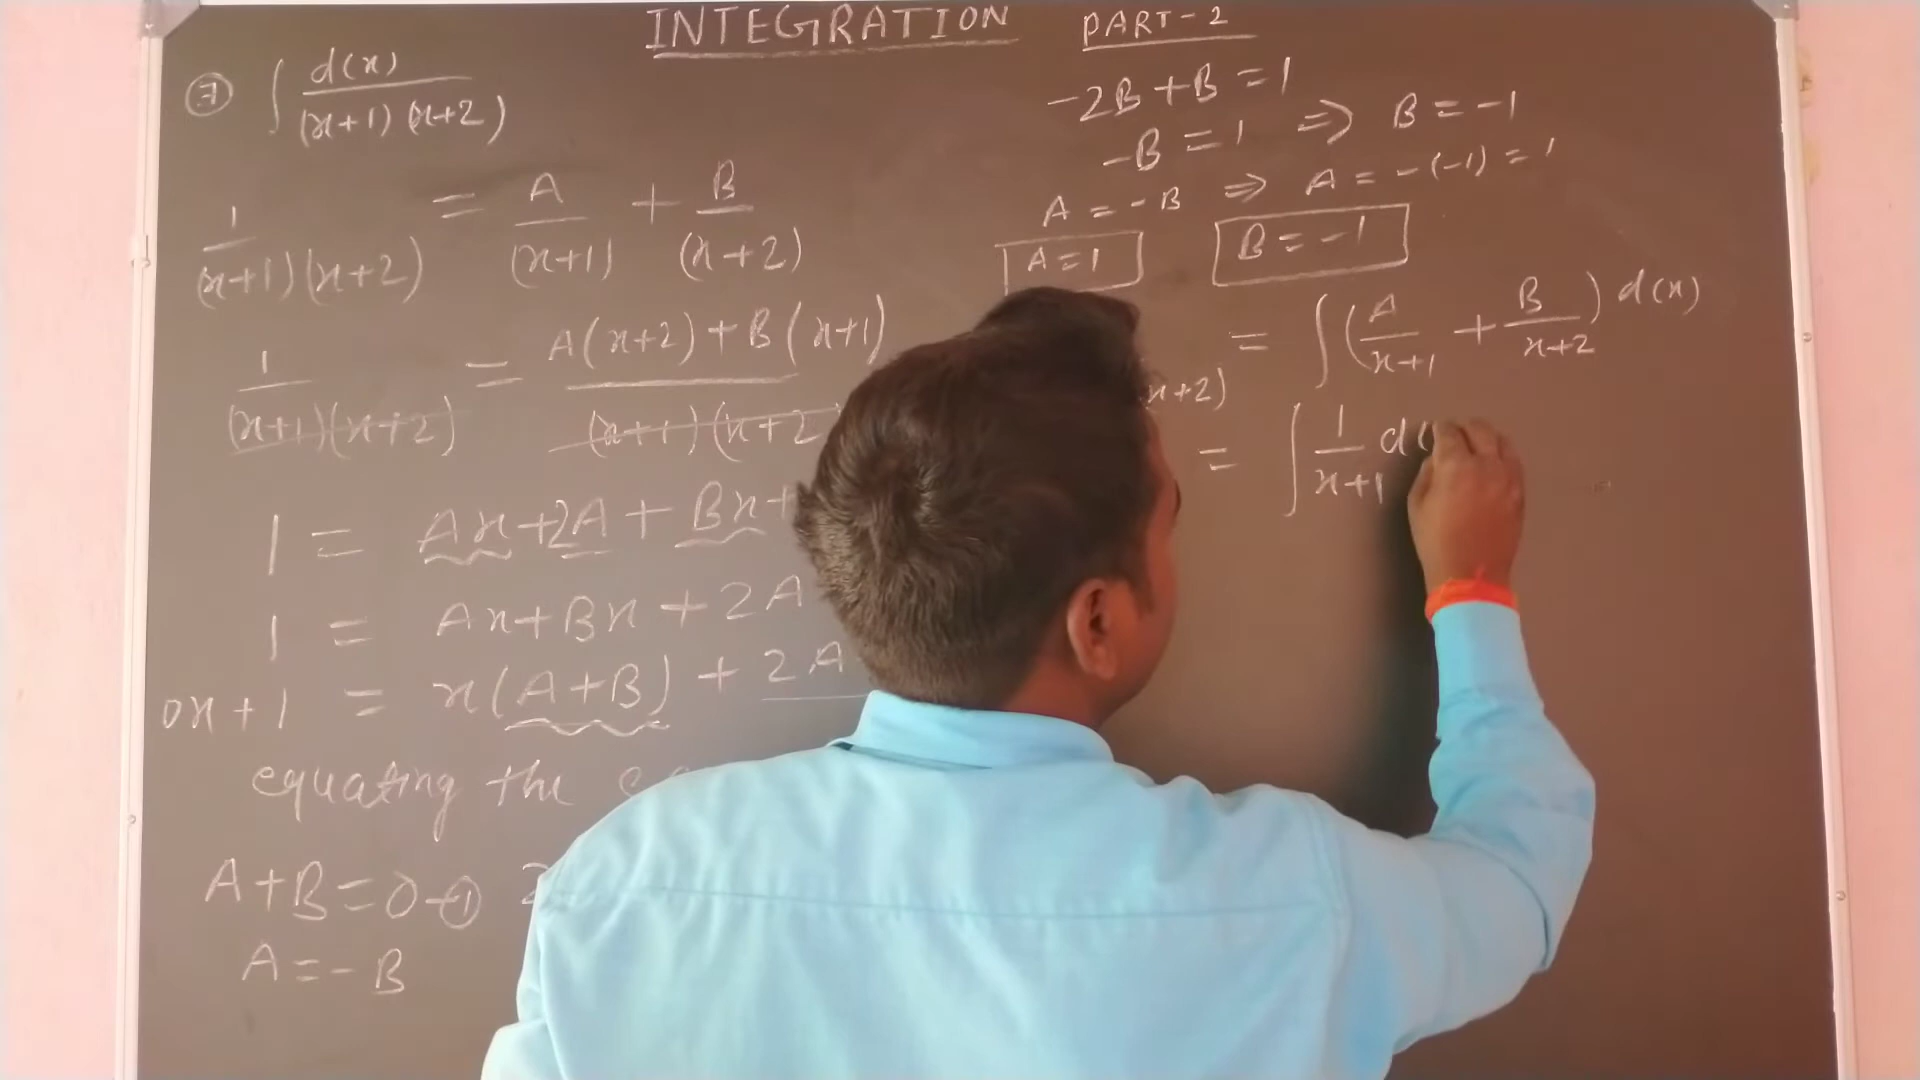 INTEGRATION PART-2
⑦ ∫ d(x) / (x+1)(x+2)
1 / (x+1)(x+2) = A / (x+1) + B / (x+2)
1 / (x+1)(x+2) = A(x+2)+B(x+1) / (x+1)(x+2
1 = Ax+2A+Bx+
1 = Ax+Bx+2A
0x+1 = x(A+B)+2A
equating the
A+B=0-①
A=-B
-2B+B=1
-B=1 ⇒ B=-1
A=-B ⇒ A=-(-1)=1
A=1 B=-1
= ∫(A / x+1 + B / x+2) d(x)
x+2)
= ∫ 1 / x+1 d(